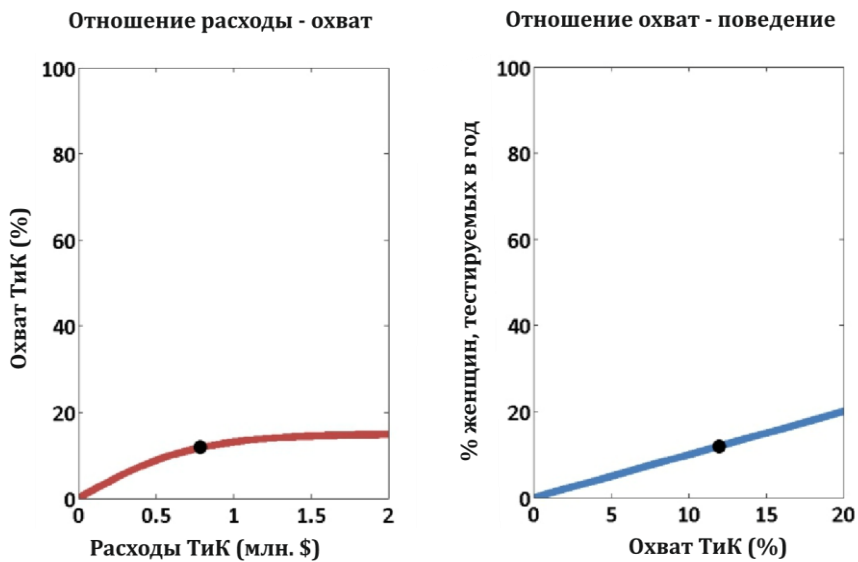 Отношение расходы - охват
100
80
60
40
20
0
Охват ТиК (%)
0 0.5 1 1.5 2
Расходы ТиК (млн. $)
Отношение охват - поведение
100
80
60
40
20
0
% женщин, тестируемых в год
0 5 10 15 20
Охват ТиК (%)